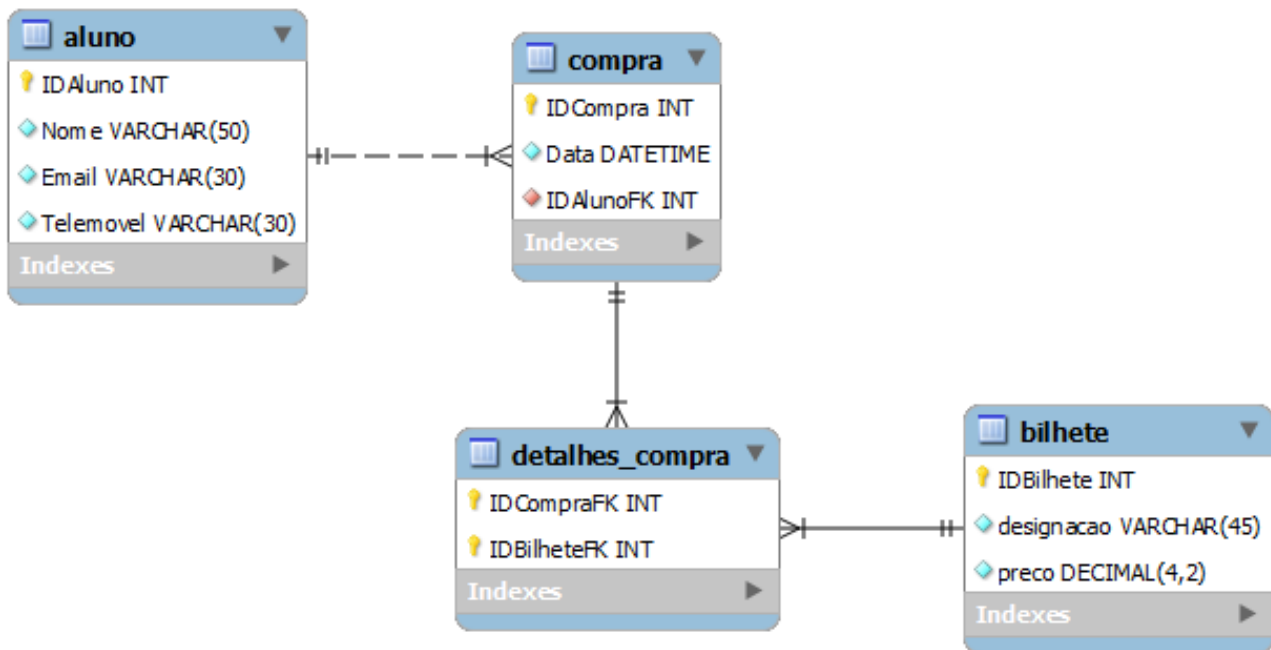 aluno
IDAluno INT
Nome VARCHAR(50)
Email VARCHAR(30)
Telemovel VARCHAR(30)
Indexes
compra
IDCompra INT
Data DATETIME
IDAlunoFK INT
Indexes
detalhes_compra
IDCompraFK INT
IDBilheteFK INT
Indexes
bilhete
IDBilhete INT
designacao VARCHAR(45)
preco DECIMAL(4,2)
Indexes